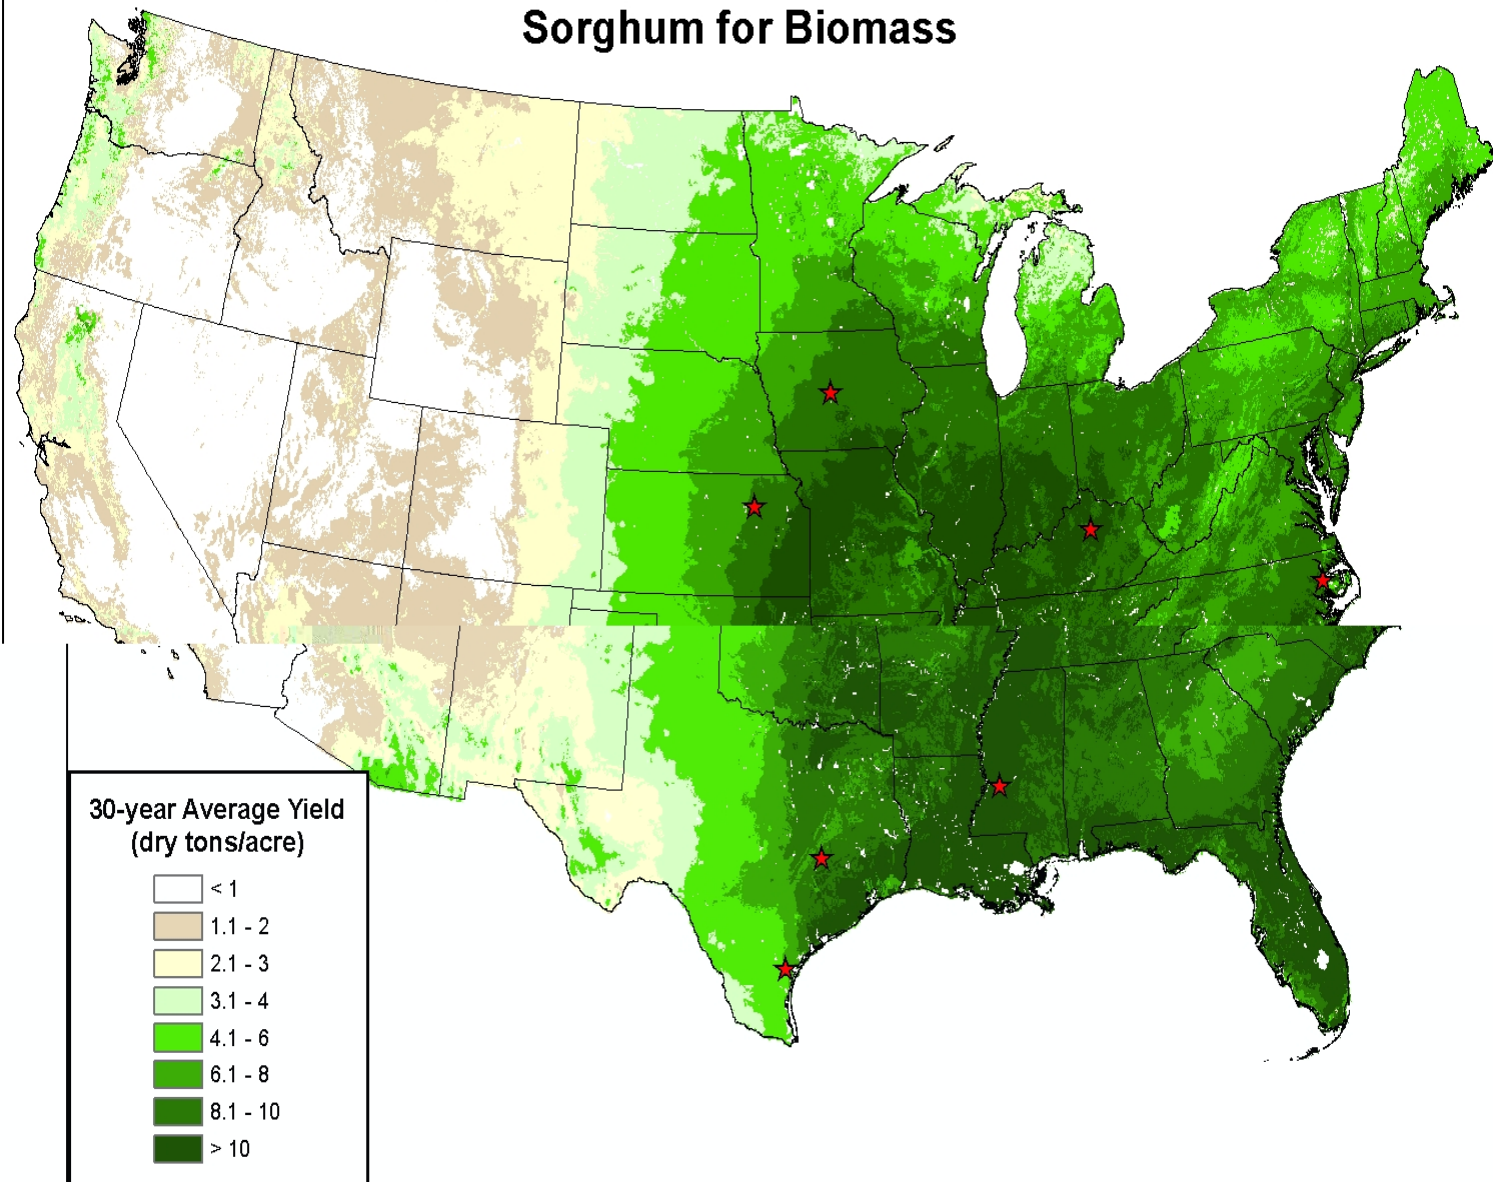 Sorghum for Biomass
30-year Average Yield
(dry tons/acre)
< 1
1.1 - 2
2.1 - 3
3.1 - 4
4.1 - 6
6.1 - 8
8.1 - 10
> 10